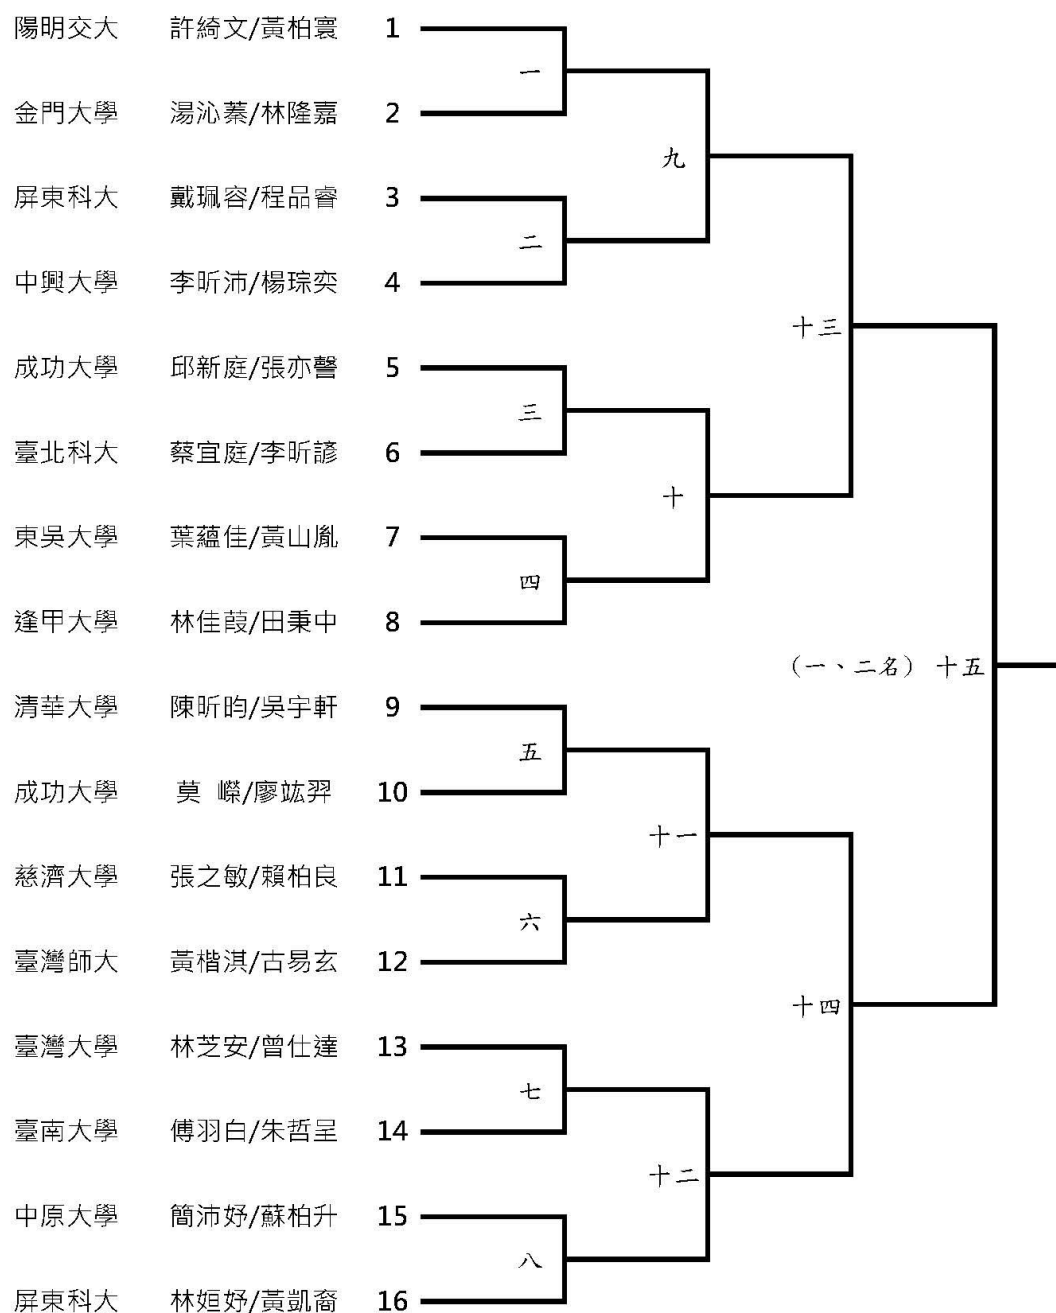 陽明交大 許綺文/黃柏寰 1
一
金門大學 湯沁蓁/林隆嘉 2
九
屏東科大 戴珮容/程品睿 3
二
中興大學 李昕沛/楊琮奕 4
十三
成功大學 邱新庭/張亦謦 5
三
臺北科大 蔡宜庭/李昕諺 6
十
東吳大學 葉蘊佳/黃山胤 7
四
逢甲大學 林佳葭/田秉中 8
(一、二名) 十五
清華大學 陳昕昀/吳宇軒 9
五
成功大學 莫 嶸/廖竑羿 10
十一
慈濟大學 張之敏/賴柏良 11
六
臺灣師大 黃楷淇/古易玄 12
十四
臺灣大學 林芝安/曾仕達 13
七
臺南大學 傅羽白/朱哲呈 14
十二
中原大學 簡沛妤/蘇柏升 15
八
屏東科大 林姮妤/黃凱裔 16